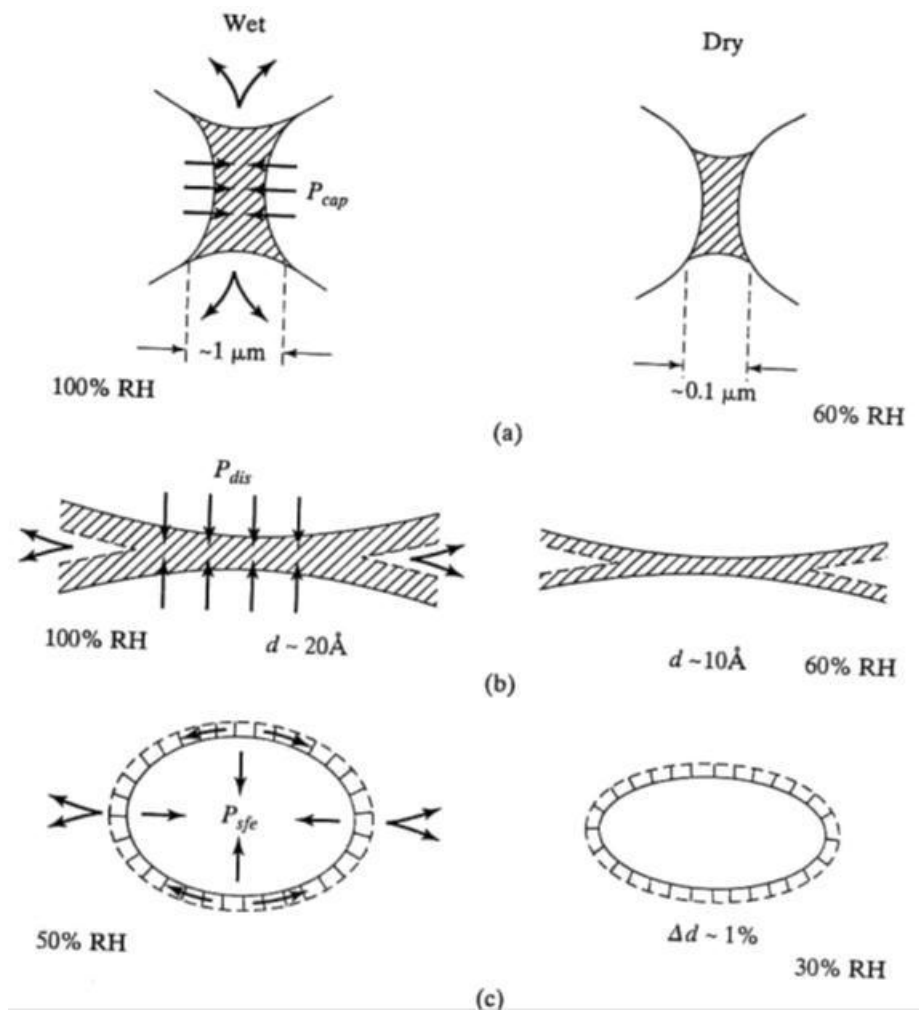 Wet
Dry
P_cap
~1 μm
~0.1 μm
100% RH
60% RH
(a)
P_dis
100% RH
d ~ 20Å
d ~10Å
60% RH
(b)
P_sfe
50% RH
Δd ~ 1%
30% RH
(c)